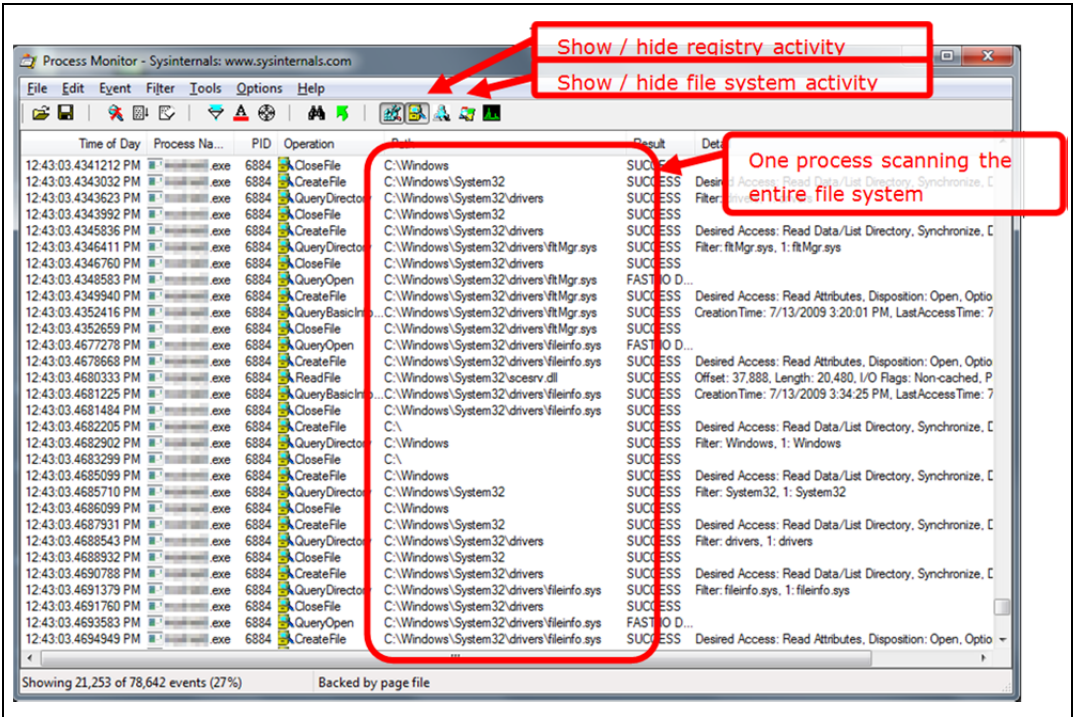 Show / hide registry activity
Process Monitor - Sysinternals: www.sysinternals.com
Show / hide file system activity
File Edit Event Filter Tools Options Help
Time of Day Process Na... PID Operation Path Result
One process scanning the entire file system
12:43:03.4341212 PM .exe 6884 CloseFile C:\Windows SUCCESS
12:43:03.4343032 PM .exe 6884 CreateFile C:\Windows\System32 SUCCESS Desired Access: Read Data/List Directory, Synchronize, D
12:43:03.4343623 PM .exe 6884 QueryDirectory C:\Windows\System32\drivers SUCCESS Filter: drivers, 1: drivers
12:43:03.4343992 PM .exe 6884 CloseFile C:\Windows\System32 SUCCESS
12:43:03.4345836 PM .exe 6884 CreateFile C:\Windows\System32\drivers SUCCESS Desired Access: Read Data/List Directory, Synchronize, D
12:43:03.4346411 PM .exe 6884 QueryDirectory C:\Windows\System32\drivers\fltMgr.sys SUCCESS Filter: fltMgr.sys, 1: fltMgr.sys
12:43:03.4346760 PM .exe 6884 CloseFile C:\Windows\System32\drivers SUCCESS
12:43:03.4348583 PM .exe 6884 QueryOpen C:\Windows\System32\drivers\fltMgr.sys FAST IO D...
12:43:03.4349940 PM .exe 6884 CreateFile C:\Windows\System32\drivers\fltMgr.sys SUCCESS Desired Access: Read Attributes, Disposition: Open, Optio
12:43:03.4352416 PM .exe 6884 QueryBasicInfo...C:\Windows\System32\drivers\fltMgr.sys SUCCESS CreationTime: 7/13/2009 3:20:01 PM, LastAccessTime: 7
12:43:03.4352659 PM .exe 6884 CloseFile C:\Windows\System32\drivers\fltMgr.sys SUCCESS
12:43:03.4677278 PM .exe 6884 QueryOpen C:\Windows\System32\drivers\fileinfo.sys FAST IO D...
12:43:03.4678668 PM .exe 6884 CreateFile C:\Windows\System32\drivers\fileinfo.sys SUCCESS Desired Access: Read Attributes, Disposition: Open, Optio
12:43:03.4680333 PM .exe 6884 ReadFile C:\Windows\System32\scesrv.dll SUCCESS Offset: 37,888, Length: 20,480, I/O Flags: Non-cached, P
12:43:03.4681225 PM .exe 6884 QueryBasicInfo...C:\Windows\System32\drivers\fileinfo.sys SUCCESS CreationTime: 7/13/2009 3:34:25 PM, LastAccessTime: 7
12:43:03.4681484 PM .exe 6884 CloseFile C:\Windows\System32\drivers\fileinfo.sys SUCCESS
12:43:03.4682205 PM .exe 6884 CreateFile C:\ SUCCESS Desired Access: Read Data/List Directory, Synchronize, D
12:43:03.4682902 PM .exe 6884 QueryDirectory C:\Windows SUCCESS Filter: Windows, 1: Windows
12:43:03.4683299 PM .exe 6884 CloseFile C:\ SUCCESS
12:43:03.4685099 PM .exe 6884 CreateFile C:\Windows SUCCESS Desired Access: Read Data/List Directory, Synchronize, D
12:43:03.4685710 PM .exe 6884 QueryDirectory C:\Windows\System32 SUCCESS Filter: System32, 1: System32
12:43:03.4686099 PM .exe 6884 CloseFile C:\Windows SUCCESS
12:43:03.4687931 PM .exe 6884 CreateFile C:\Windows\System32 SUCCESS Desired Access: Read Data/List Directory, Synchronize, D
12:43:03.4688543 PM .exe 6884 QueryDirectory C:\Windows\System32\drivers SUCCESS Filter: drivers, 1: drivers
12:43:03.4688932 PM .exe 6884 CloseFile C:\Windows\System32 SUCCESS
12:43:03.4690788 PM .exe 6884 CreateFile C:\Windows\System32\drivers SUCCESS Desired Access: Read Data/List Directory, Synchronize, D
12:43:03.4691379 PM .exe 6884 QueryDirectory C:\Windows\System32\drivers\fileinfo.sys SUCCESS Filter: fileinfo.sys, 1: fileinfo.sys
12:43:03.4691760 PM .exe 6884 CloseFile C:\Windows\System32\drivers SUCCESS
12:43:03.4693583 PM .exe 6884 QueryOpen C:\Windows\System32\drivers\fileinfo.sys FAST IO D...
12:43:03.4694949 PM .exe 6884 CreateFile C:\Windows\System32\drivers\fileinfo.sys SUCCESS Desired Access: Read Attributes, Disposition: Open, Optio
Showing 21,253 of 78,642 events (27%) Backed by page file